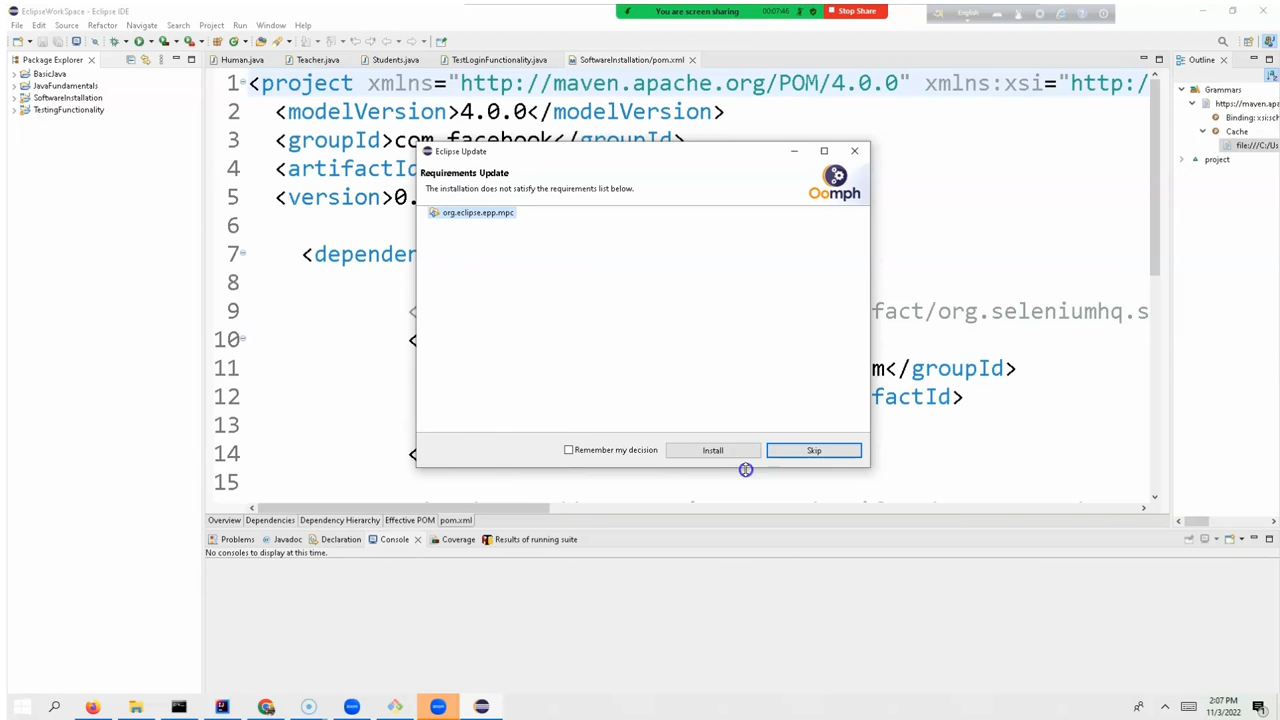 EclipseWorkSpace - Eclipse IDE
You are screen sharing
00:07:46
Stop Share
English
File Edit Source Refactor Navigate Search Project Run Window Help
Package Explorer
Human.java
Teacher.java
Students.java
TestLoginFunctionality.java
SoftwareInstallation/pom.xml
Outline
BasicJava
JavaFundamentals
SoftwareInstallation
TestingFunctionality
1 <project xmlns="http://maven.apache.org/POM/4.0.0" xmlns:xsi="http:/
2 <modelVersion>4.0.0</modelVersion>
3 <groupId>com.facebook</groupId>
4 <artifactId
5 <version>0.
6
7 <dependen
8
9 < fact/org.seleniumhq.s
10 <
11 m</groupId>
12 factId>
13
14 <
15
Grammars
https://maven.apa
Binding: xsi:sch
Cache
file:///C:/Us
project
Eclipse Update
Requirements Update
The installation does not satisfy the requirements list below.
Oomph
org.eclipse.epp.mpc
Remember my decision
Install
Skip
Overview Dependencies Dependency Hierarchy Effective POM pom.xml
Problems Javadoc Declaration Console Coverage Results of running suite
No consoles to display at this time.
2:07 PM
11/3/2022